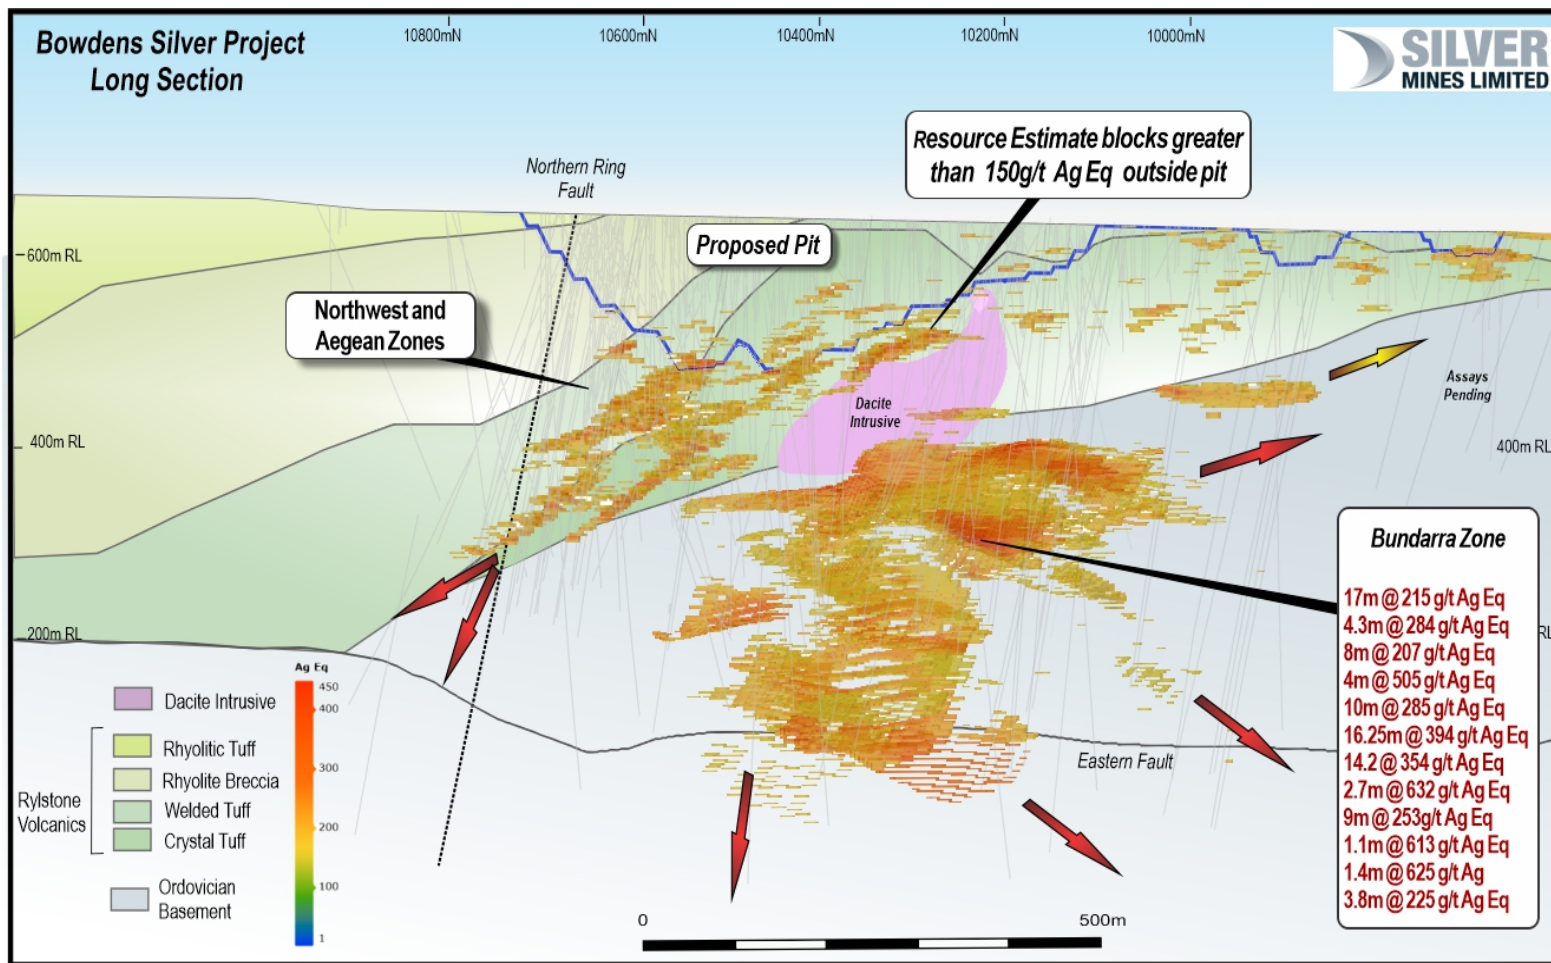 Bowdens Silver Project
Long Section
10800mN
10600mN
10400mN
10200mN
10000mN
SILVER
MINES LIMITED
Resource Estimate blocks greater
than 150g/t Ag Eq outside pit
Northern Ring
Fault
Proposed Pit
600m RL
Northwest and
Aegean Zones
Dacite
Intrusive
Assays
Pending
400m RL
400m RL
Bundarra Zone
17m @ 215 g/t Ag Eq
4.3m @ 284 g/t Ag Eq
8m @ 207 g/t Ag Eq
4m @ 505 g/t Ag Eq
10m @ 285 g/t Ag Eq
16.25m @ 394 g/t Ag Eq
14.2 @ 354 g/t Ag Eq
2.7m @ 632 g/t Ag Eq
9m @ 253g/t Ag Eq
1.1m @ 613 g/t Ag Eq
1.4m @ 625 g/t Ag
3.8m @ 225 g/t Ag Eq
200m RL
RL
Ag Eq
450
400
300
200
100
1
Dacite Intrusive
Rhyolitic Tuff
Rhyolite Breccia
Rylstone
Volcanics
Welded Tuff
Crystal Tuff
Ordovician
Basement
Eastern Fault
0
500m